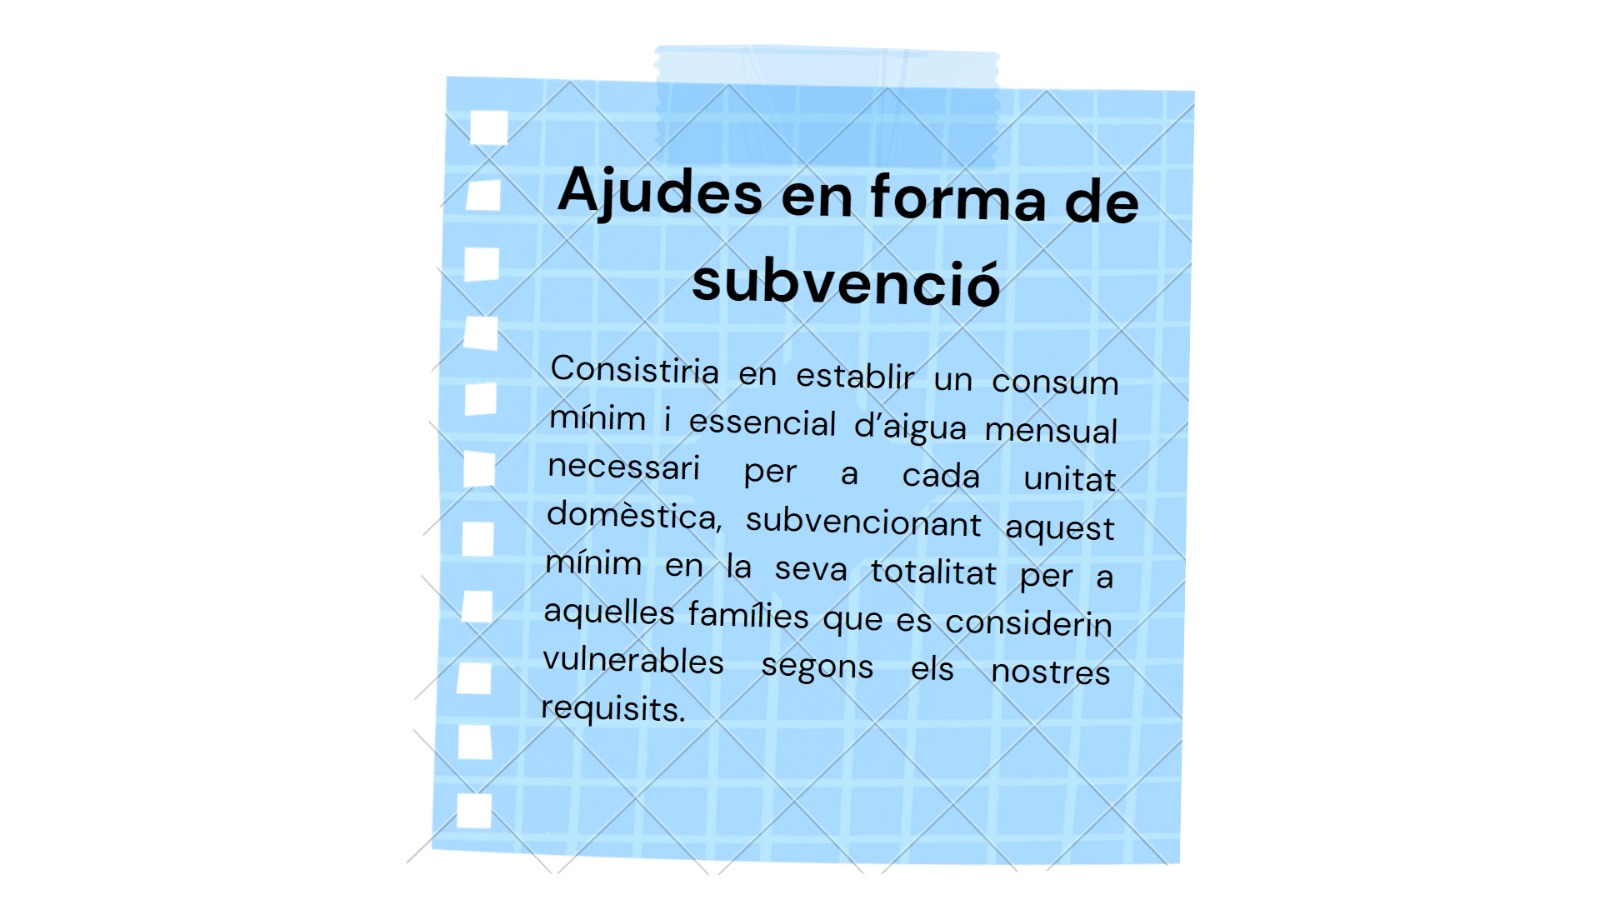 Ajudes en forma de
subvenció
Consistiria en establir un consum
mínim i essencial d’aigua mensual
necessari per a cada unitat
domèstica, subvencionant aquest
mínim en la seva totalitat per a
aquelles famílies que es considerin
vulnerables segons els nostres
requisits.